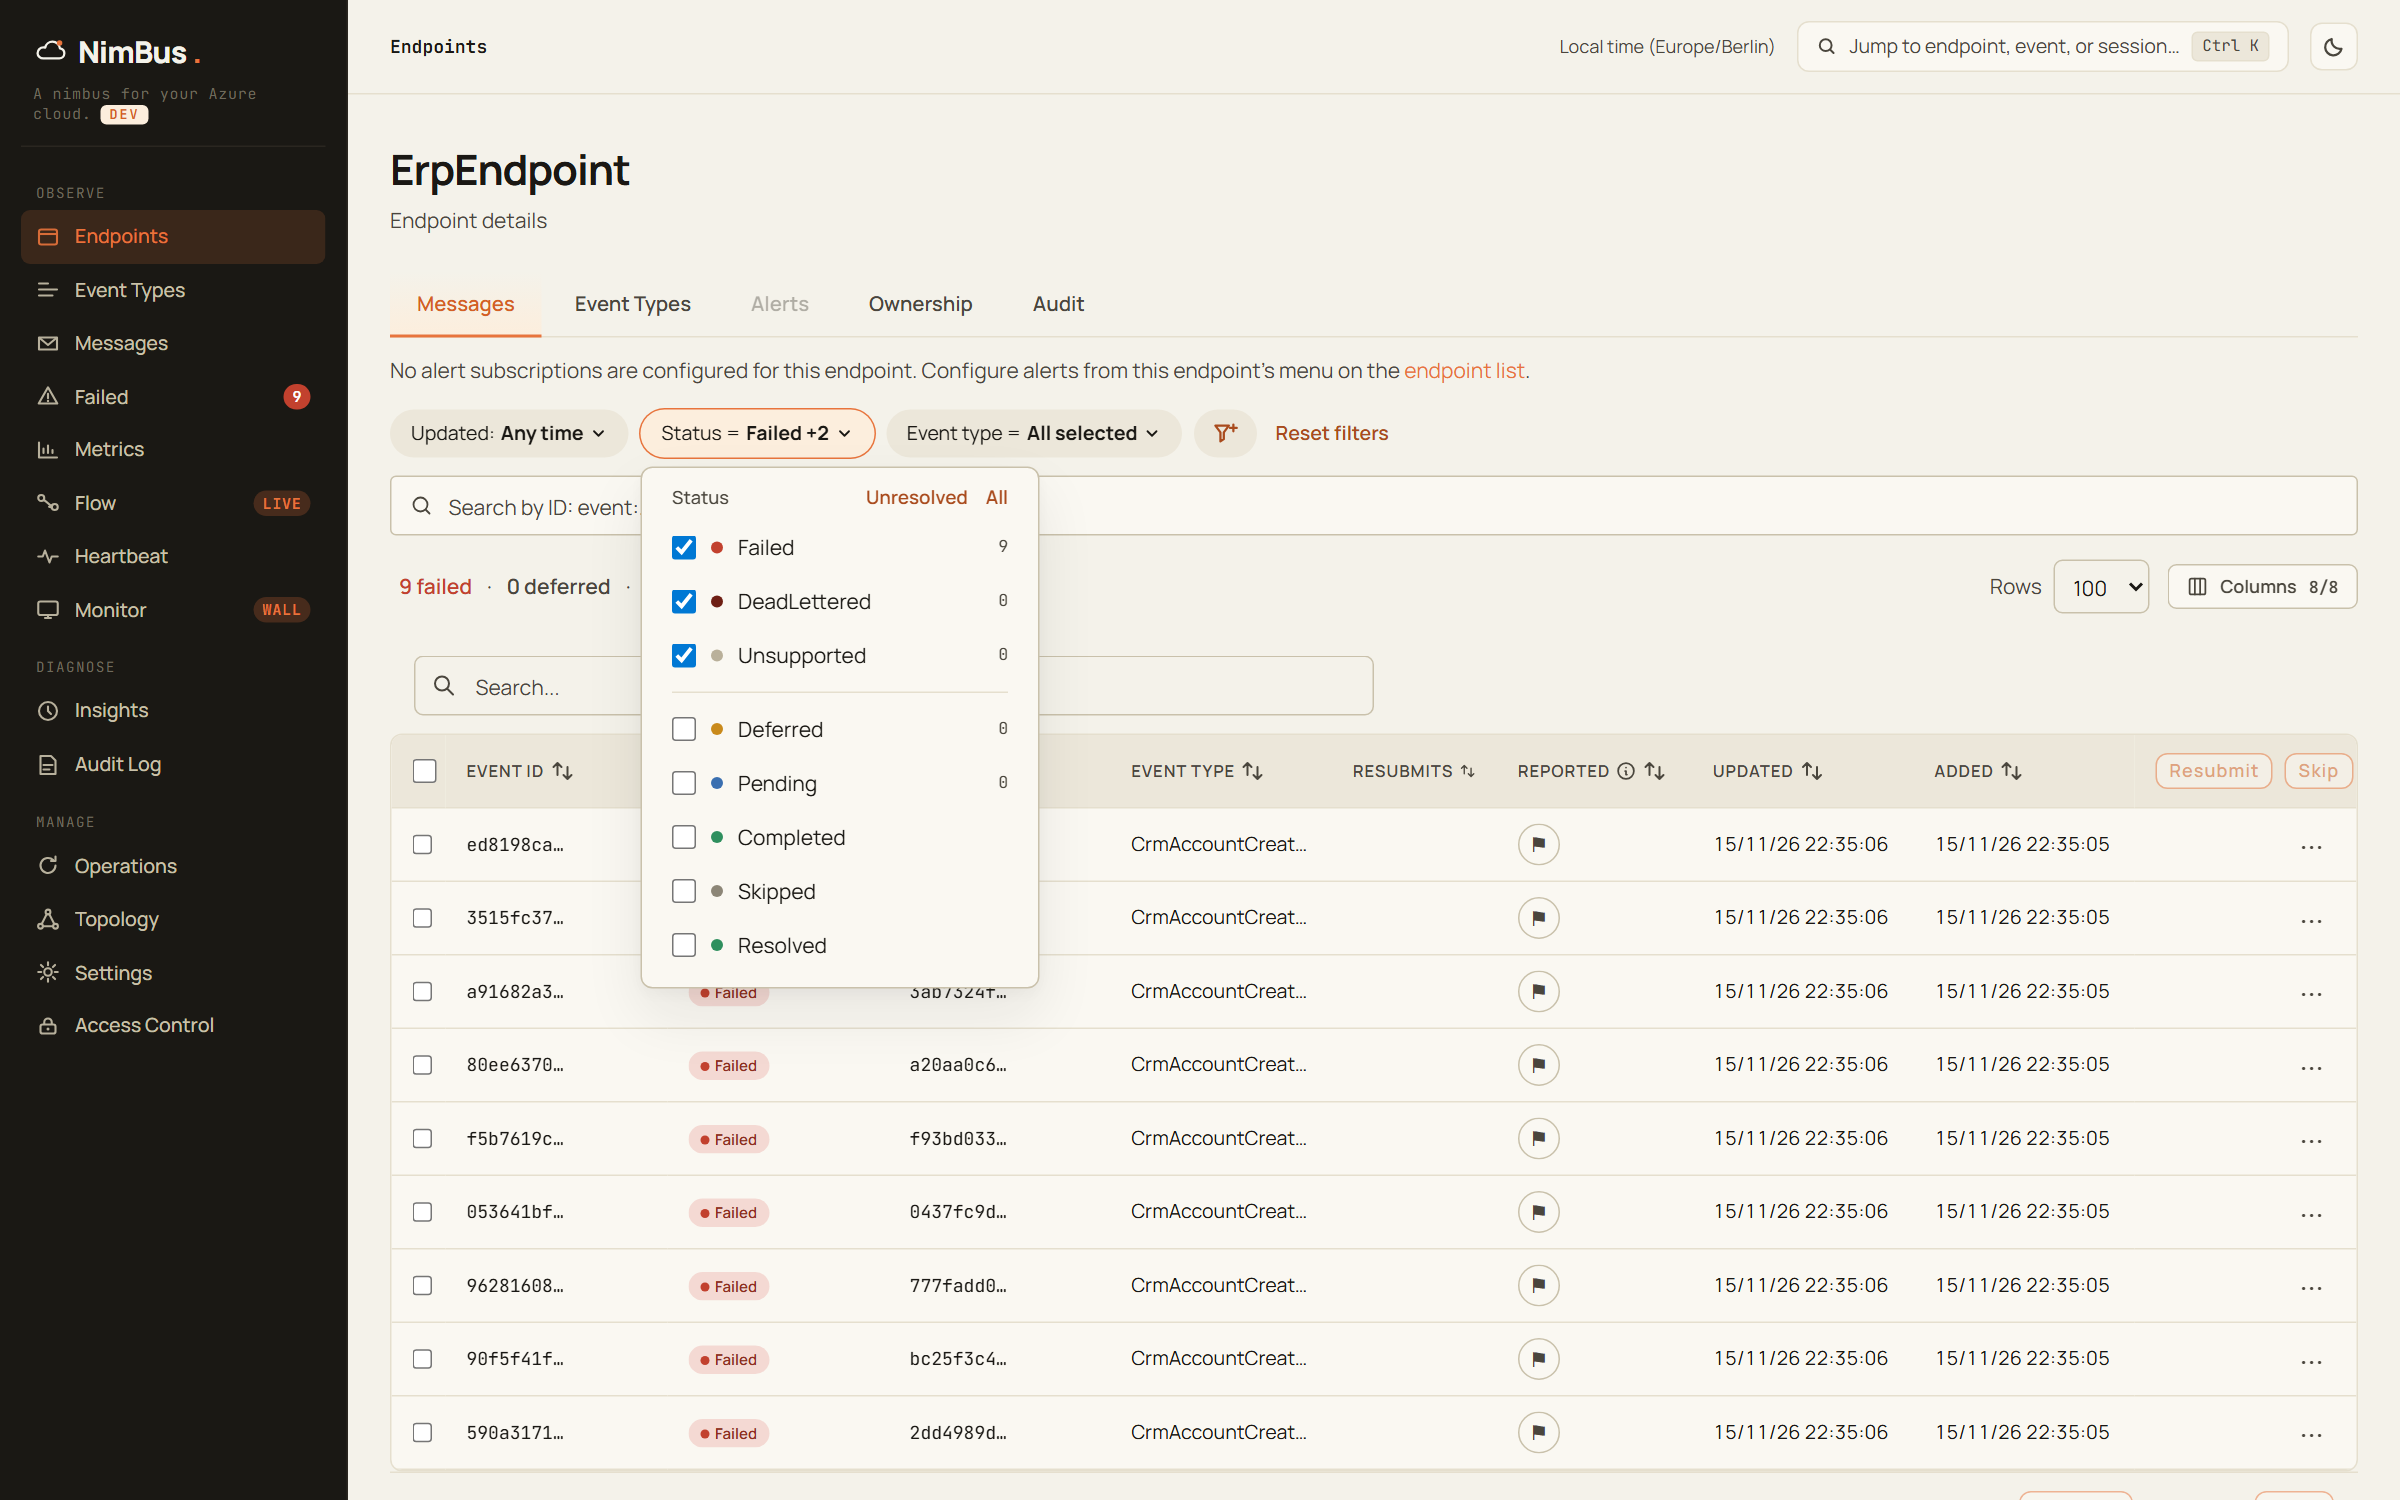 NimBus.
A nimbus for your Azure
cloud. DEV
OBSERVE
Endpoints
Event Types
Messages
Failed 9
Metrics
Flow LIVE
Heartbeat
Monitor WALL
DIAGNOSE
Insights
Audit Log
MANAGE
Operations
Topology
Settings
Access Control
Endpoints
Local time (Europe/Berlin)
Jump to endpoint, event, or session... Ctrl K
ErpEndpoint
Endpoint details
Messages Event Types Alerts Ownership Audit
No alert subscriptions are configured for this endpoint. Configure alerts from this endpoint's menu on the endpoint list.
Updated: Any time Status = Failed +2 Event type = All selected Reset filters
Search by ID: event:
Status Unresolved All
Failed 9
DeadLettered 0
Unsupported 0
Deferred 0
Pending 0
Completed
Skipped
Resolved
9 failed · 0 deferred ·
Rows 100 Columns 8/8
Search...
EVENT ID EVENT TYPE RESUBMITS REPORTED UPDATED ADDED Resubmit Skip
ed8198ca… CrmAccountCreat... 15/11/26 22:35:06 15/11/26 22:35:05 ...
3515fc37… CrmAccountCreat... 15/11/26 22:35:06 15/11/26 22:35:05 ...
a91682a3… Failed 3ab7324f… CrmAccountCreat... 15/11/26 22:35:06 15/11/26 22:35:05 ...
80ee6370… Failed a20aa0c6… CrmAccountCreat... 15/11/26 22:35:06 15/11/26 22:35:05 ...
f5b7619c… Failed f93bd033… CrmAccountCreat... 15/11/26 22:35:06 15/11/26 22:35:05 ...
053641bf… Failed 0437fc9d… CrmAccountCreat... 15/11/26 22:35:06 15/11/26 22:35:05 ...
96281608… Failed 777fadd0… CrmAccountCreat... 15/11/26 22:35:06 15/11/26 22:35:05 ...
90f5f41f… Failed bc25f3c4… CrmAccountCreat... 15/11/26 22:35:06 15/11/26 22:35:05 ...
590a3171… Failed 2dd4989d… CrmAccountCreat... 15/11/26 22:35:06 15/11/26 22:35:05 ...